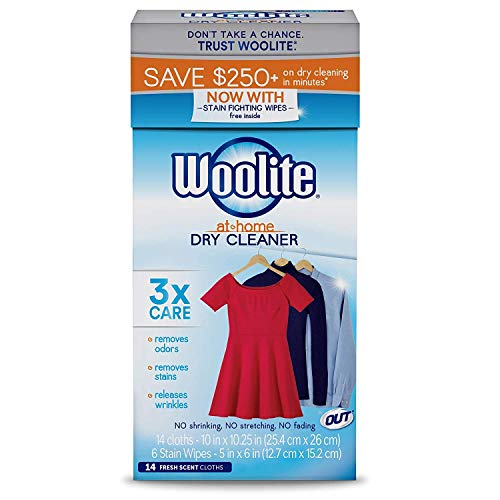 DON'T TAKE A CHANCE.
TRUST WOOLITE.®
SAVE $250+ on dry cleaning
in minutes*
NOW WITH
STAIN FIGHTING WIPES
free inside
Woolite®
at•home
DRY CLEANER
3x
CARE
• removes
odors
• removes
stains
• releases
wrinkles
NO shrinking, NO stretching, NO fading
OUT
14 cloths - 10 in x 10.25 in (25.4 cm x 26 cm)
6 Stain Wipes - 5 in x 6 in (12.7 cm x 15.2 cm)
14 FRESH SCENT CLOTHS